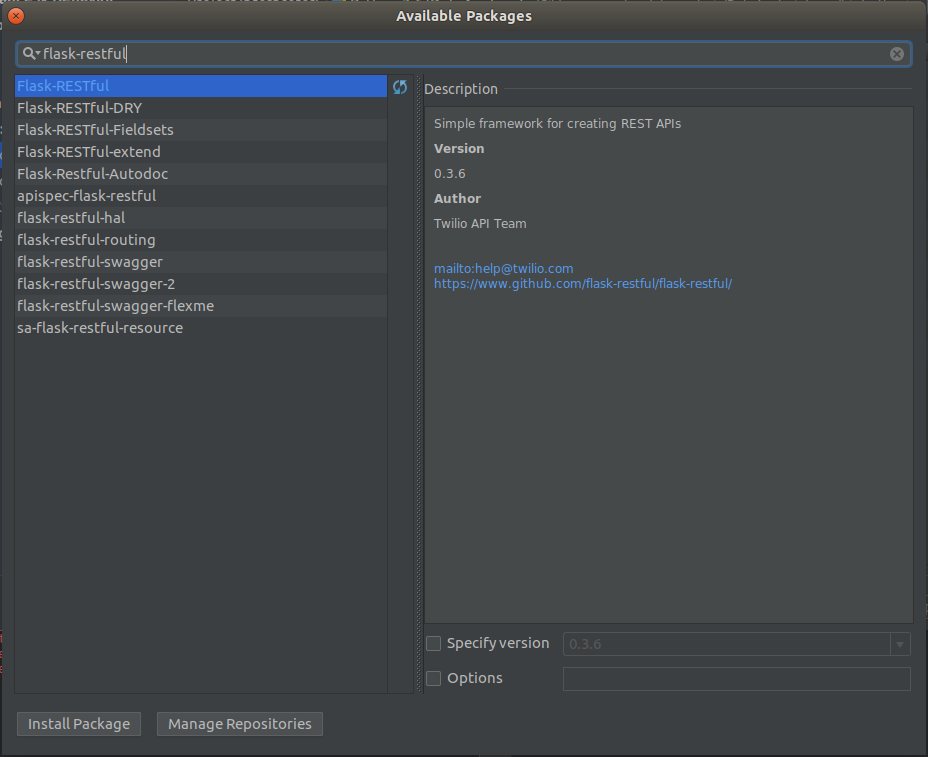 Available Packages
flask-restful
Flask-RESTful
Flask-RESTful-DRY
Flask-RESTful-Fieldsets
Flask-RESTful-extend
Flask-Restful-Autodoc
apispec-flask-restful
flask-restful-hal
flask-restful-routing
flask-restful-swagger
flask-restful-swagger-2
flask-restful-swagger-flexme
sa-flask-restful-resource
Description
Simple framework for creating REST APIs
Version
0.3.6
Author
Twilio API Team
mailto:help@twilio.com
https://www.github.com/flask-restful/flask-restful/
Specify version
0.3.6
Options
Install Package
Manage Repositories